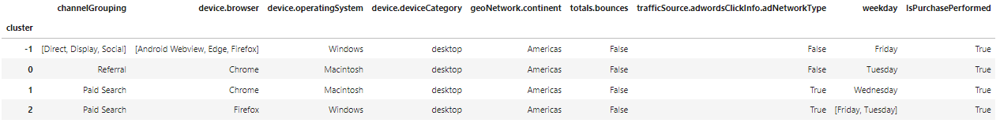 channelGrouping device.browser device.operatingSystem device.deviceCategory geoNetwork.continent totals.bounces trafficSource.adwordsClickInfo.adNetworkType weekday IsPurchasePerformed
cluster
-1 [Direct, Display, Social] [Android Webview, Edge, Firefox] Windows desktop Americas False False Friday True
0 Referral Chrome Macintosh desktop Americas False False Tuesday True
1 Paid Search Chrome Macintosh desktop Americas False True Wednesday True
2 Paid Search Firefox Windows desktop Americas False True [Friday, Tuesday] True